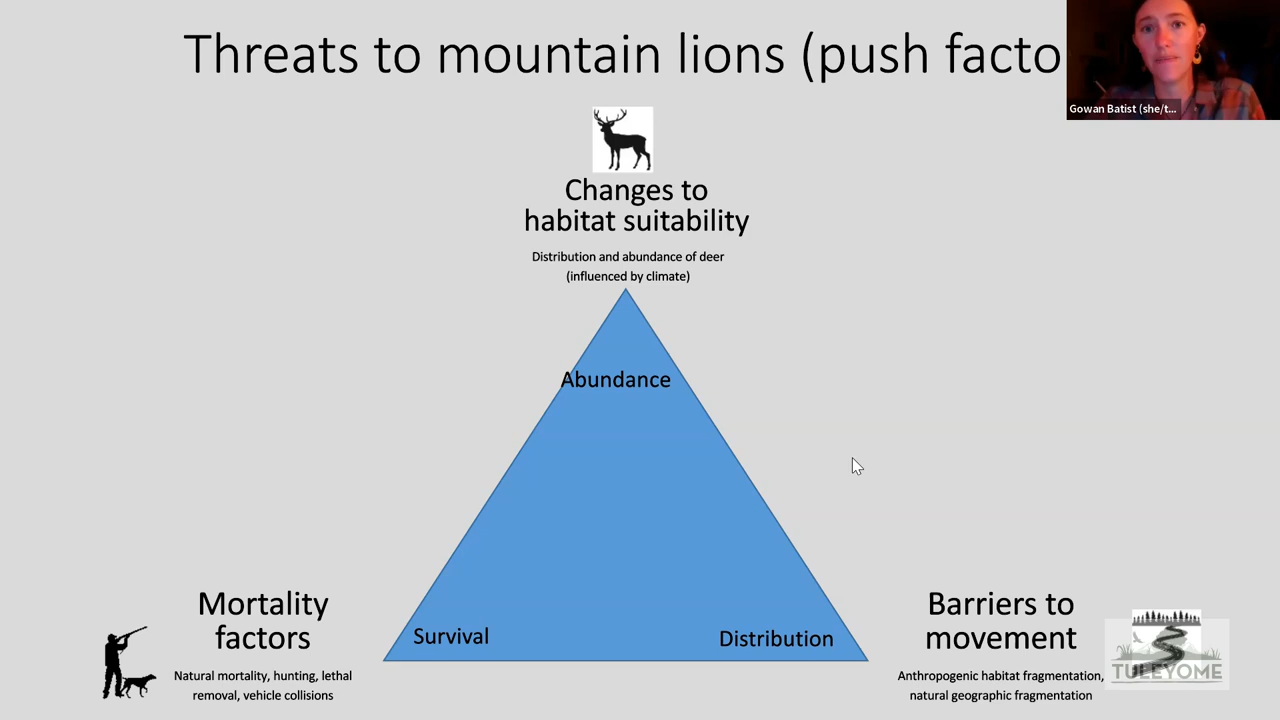 Threats to mountain lions (push facto
Gowan Batist (she/t...
Changes to
habitat suitability
Distribution and abundance of deer
(influenced by climate)
Abundance
Survival
Distribution
Mortality
factors
Natural mortality, hunting, lethal
removal, vehicle collisions
Barriers to
movement
Anthropogenic habitat fragmentation,
natural geographic fragmentation
TULEYOME